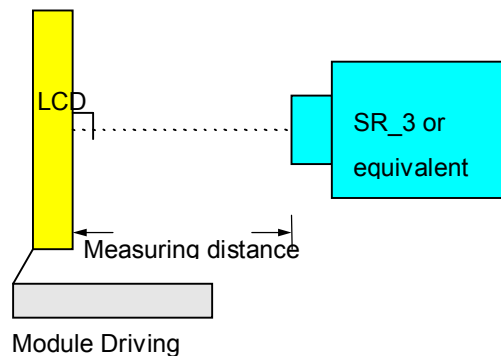 LCD
SR_3 or
equivalent
Measuring distance
Module Driving